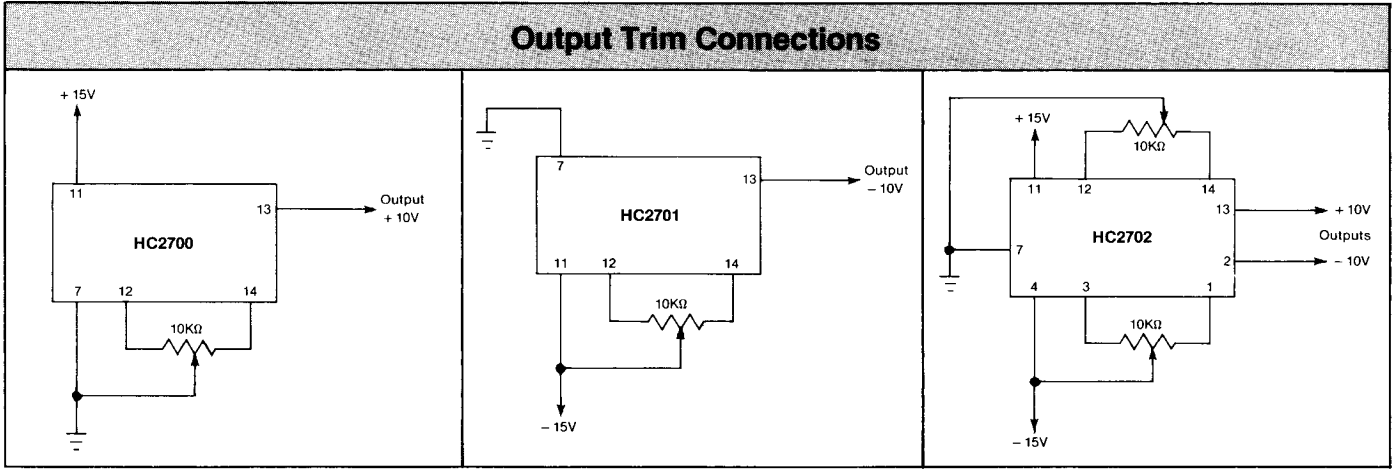 Output Trim Connections
+ 15V
11
13
Output
+ 10V
HC2700
7
12
14
10KΩ
7
13
Output
– 10V
HC2701
11
12
14
10KΩ
– 15V
+ 15V
10KΩ
11
12
14
13
+ 10V
HC2702
Outputs
7
2
– 10V
4
3
1
10KΩ
– 15V